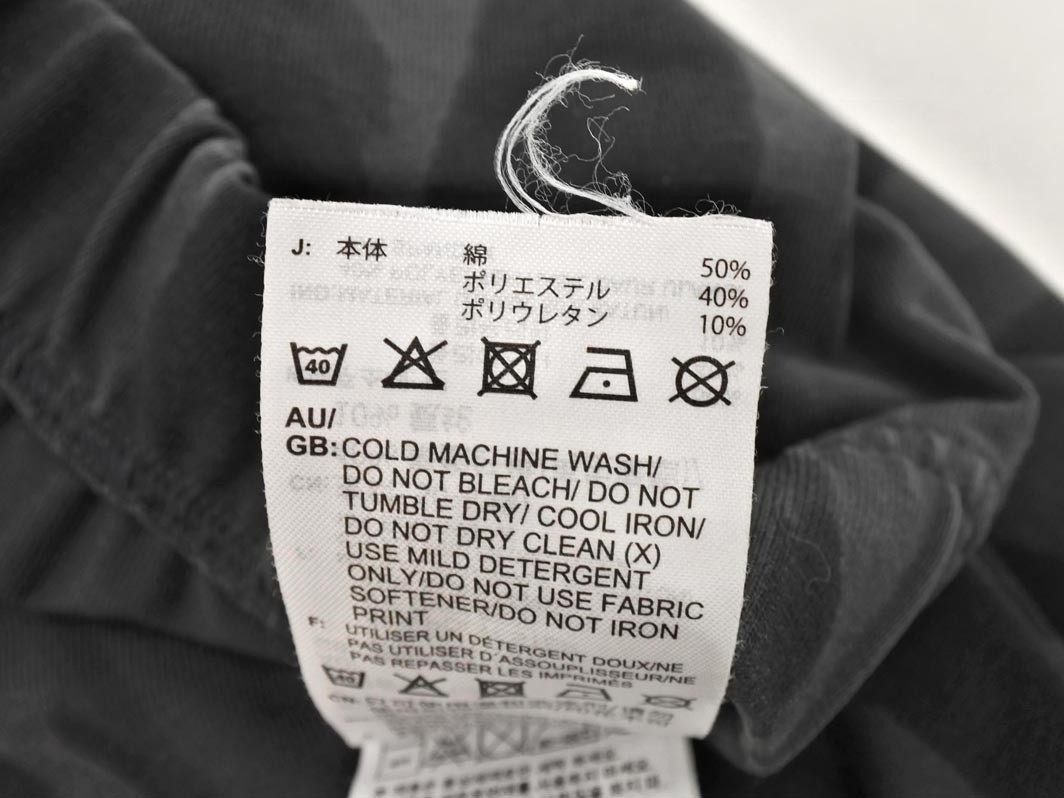 J: 本体 綿 50%
ポリエステル 40%
ポリウレタン 10%
40
AU/
GB: COLD MACHINE WASH/
DO NOT BLEACH/ DO NOT
TUMBLE DRY/ COOL IRON/
DO NOT DRY CLEAN (X)
USE MILD DETERGENT
ONLY/DO NOT USE FABRIC
SOFTENER/DO NOT IRON
PRINT
F: UTILISER UN DÉTERGENT DOUX/NE
PAS UTILISER D'ASSOUPLISSEUR/NE
PAS REPASSER LES IMPRIMÉS
40